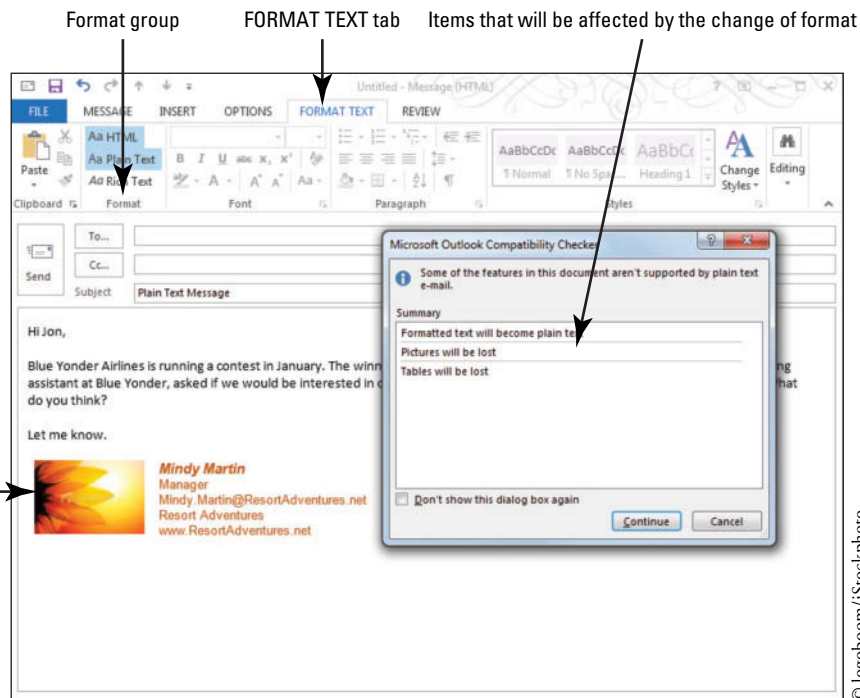 Format group
FORMAT TEXT tab
Items that will be affected by the change of format
Untitled - Message (HTML)
FILE MESSAGE INSERT OPTIONS FORMAT TEXT REVIEW
Aa HTML
Aa Plain Text
Aa Rich Text
Paste
B I U abc X, X'
A A A Aa
AaBbCcDc AaBbCcDc AaBbCc
¶ Normal ¶ No Spa... Heading 1
Change Styles
Editing
Clipboard Format Font Paragraph Styles
To...
Cc...
Send
Subject Plain Text Message
Microsoft Outlook Compatibility Checker
Some of the features in this document aren't supported by plain text
e-mail.
Summary
Formatted text will become plain text
Pictures will be lost
Tables will be lost
Don't show this dialog box again
Continue Cancel
Hi Jon,
Blue Yonder Airlines is running a contest in January. The winn ng
assistant at Blue Yonder, asked if we would be interested in hat
do you think?
Let me know.
Mindy Martin
Manager
Mindy.Martin@ResortAdventures.net
Resort Adventures
www.ResortAdventures.net